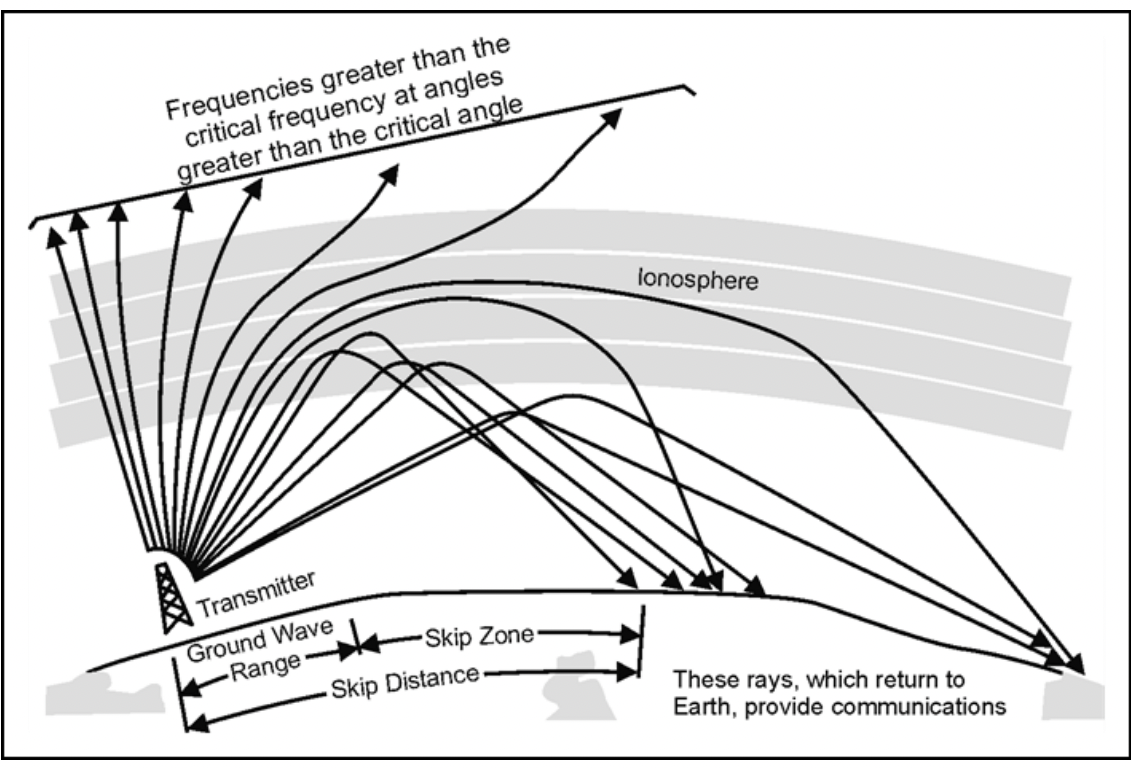 Frequencies greater than the
critical frequency at angles
greater than the critical angle
Ionosphere
Transmitter
Ground Wave
Range
Skip Zone
Skip Distance
These rays, which return to
Earth, provide communications